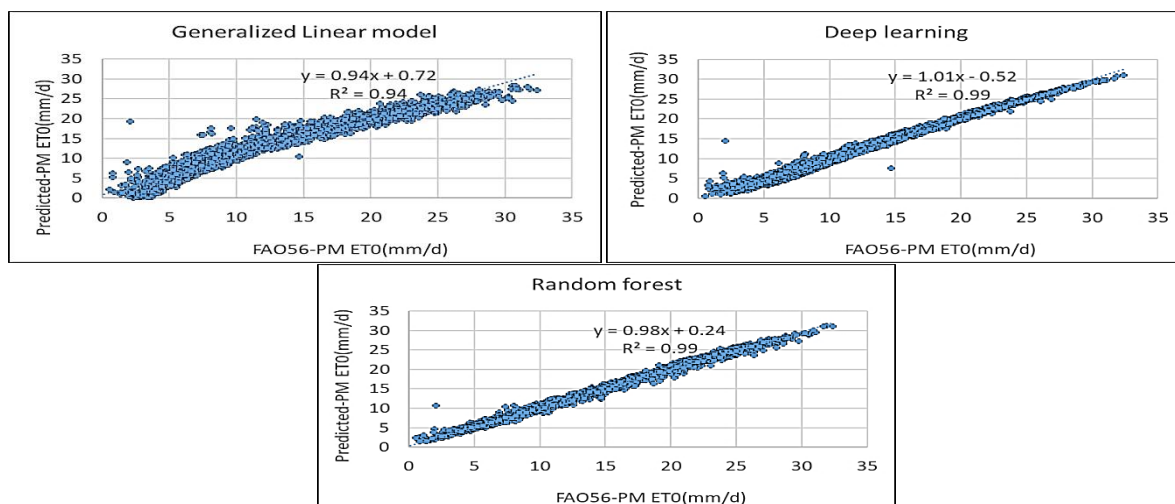 Generalized Linear model
y = 0.94x + 0.72
R² = 0.94
Predicted-PM ET0(mm/d)
35
30
25
20
15
10
5
0
0 5 10 15 20 25 30 35
FAO56-PM ET0(mm/d)
Deep learning
y = 1.01x - 0.52
R² = 0.99
Predicted-PM ET0(mm/d)
35
30
25
20
15
10
5
0
0 5 10 15 20 25 30 35
FAO56-PM ET0(mm/d)
Random forest
y = 0.98x + 0.24
R² = 0.99
Predicted-PM ET0(mm/d)
35
30
25
20
15
10
5
0
0 5 10 15 20 25 30 35
FAO56-PM ET0(mm/d)